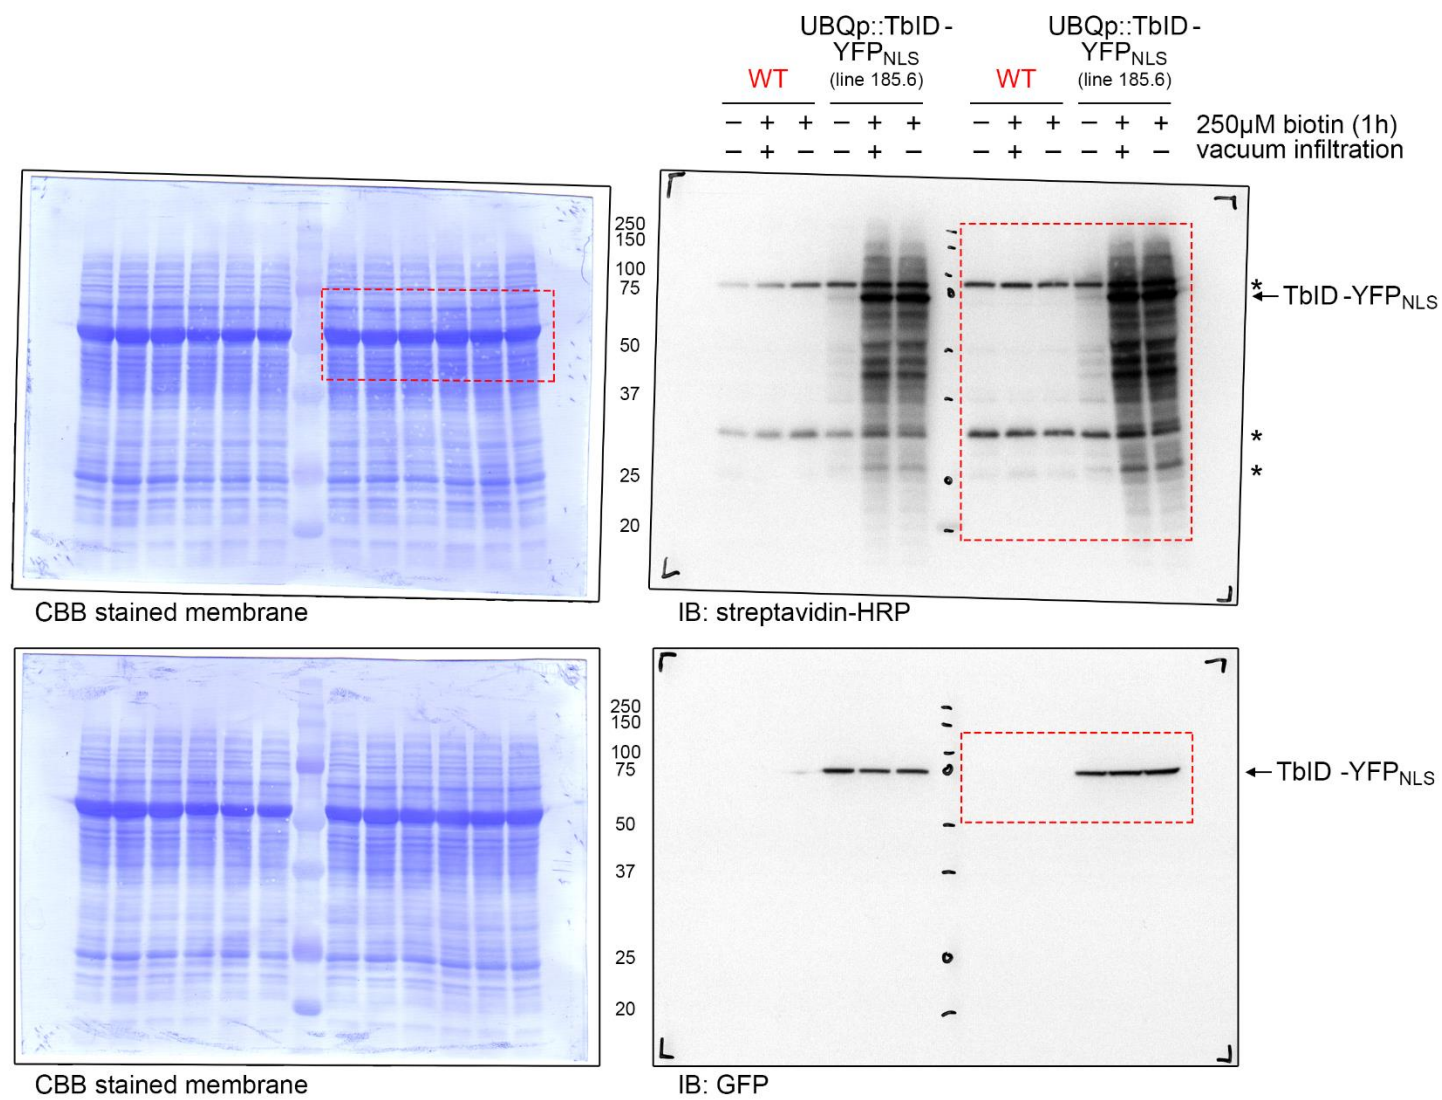 UBQp::TbID-
YFPNLS
(line 185.6)
UBQp::TbID-
YFPNLS
(line 185.6)
WT
WT
− + + − + + − + + − + + 250µM biotin (1h)
− + − − + − − + − − + − vacuum infiltration
250
150
100
75
50
37
25
20
*
←TbID-YFPNLS
*
*
CBB stained membrane
IB: streptavidin-HRP
250
150
100
75
50
37
25
20
←TbID-YFPNLS
CBB stained membrane
IB: GFP